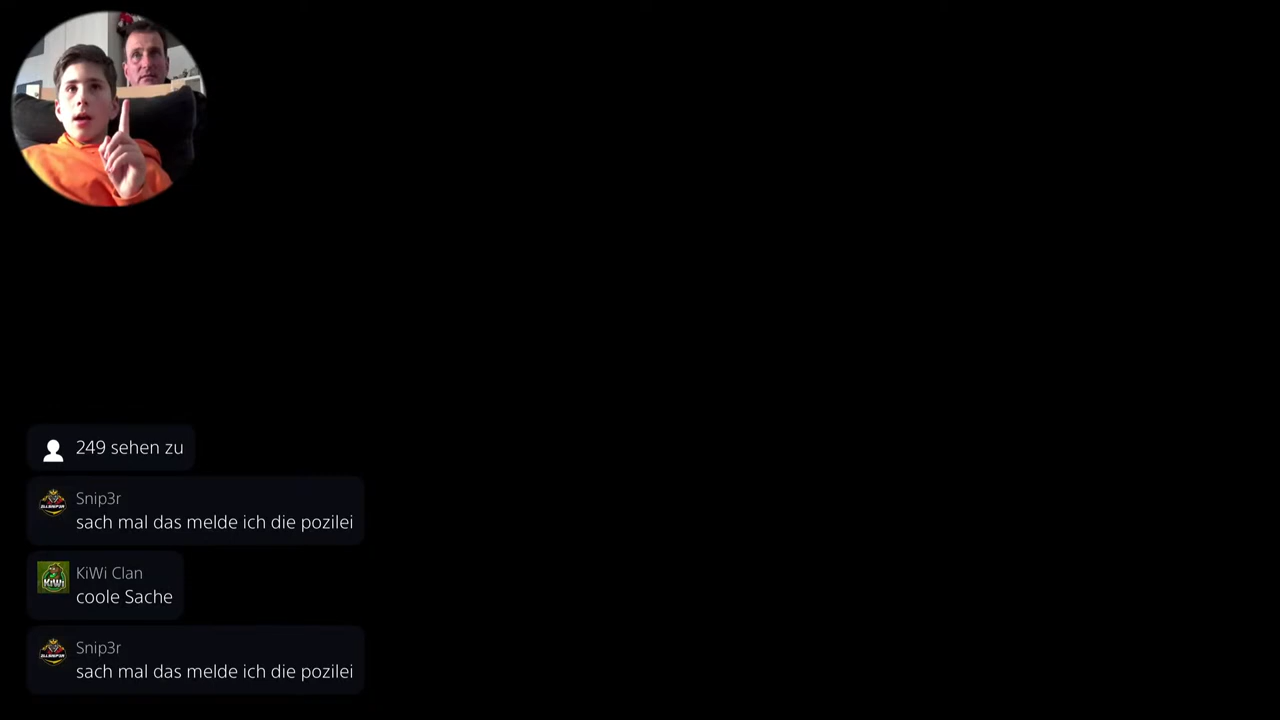 249 sehen zu
Snip3r
sach mal das melde ich die pozilei
KiWi Clan
KiWi
coole Sache
Snip3r
sach mal das melde ich die pozilei